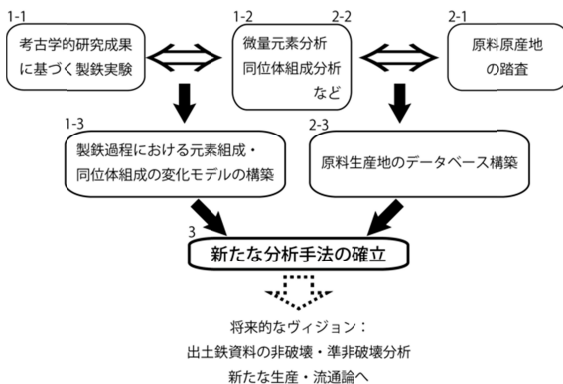 1-1
考古学的研究成果
に基づく製鉄実験
1-2
2-2
微量元素分析
同位体組成分析
など
2-1
原料原産地
の踏査
1-3
製鉄過程における元素組成・
同位体組成の変化モデルの構築
2-3
原料生産地のデータベース構築
3
新たな分析手法の確立
将来的なヴィジョン：
出土鉄資料の非破壊・準非破壊分析
新たな生産・流通論へ